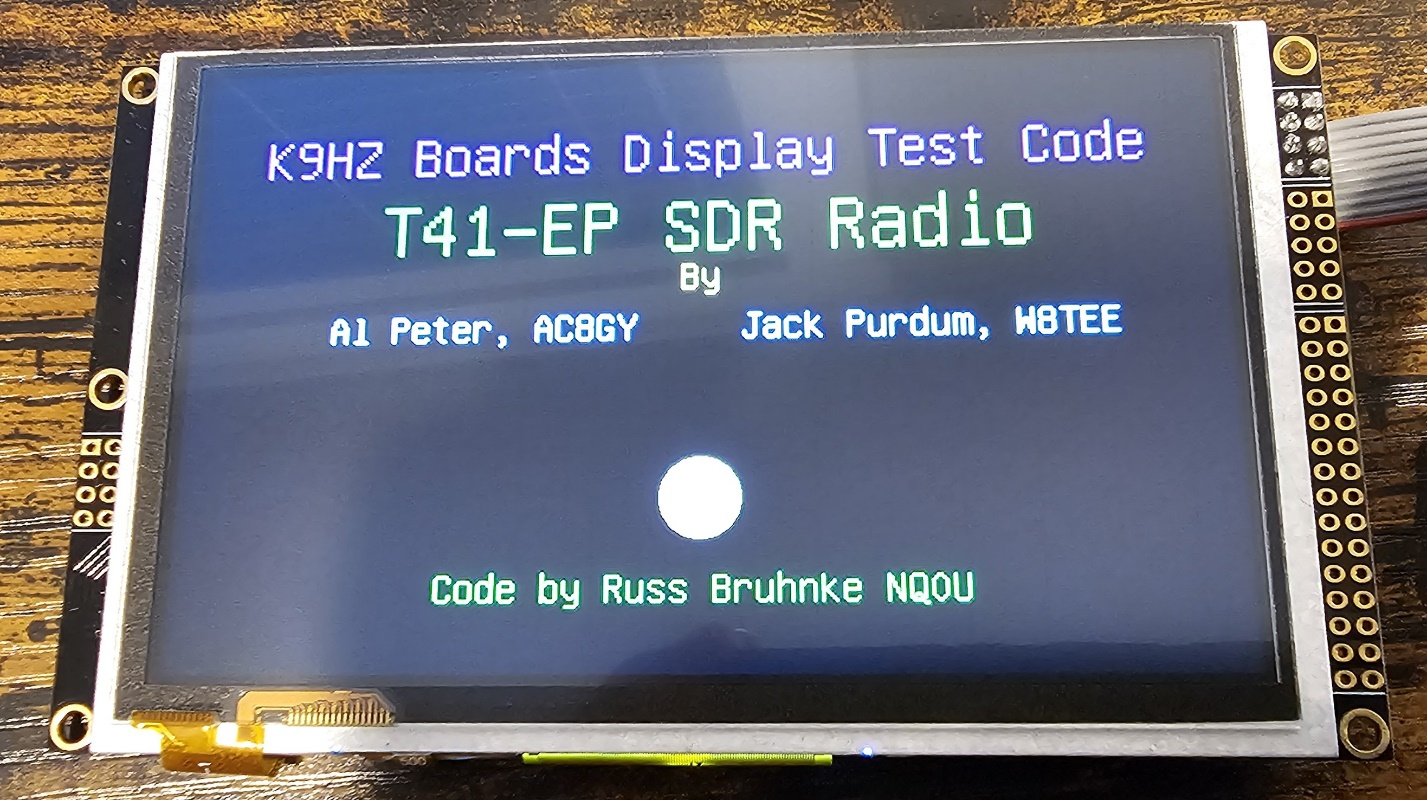 K9HZ Boards Display Test Code
T41-EP SDR Radio
By
Al Peter, AC8GY Jack Purdum, W8TEE
Code by Russ Bruhnke NQ0U